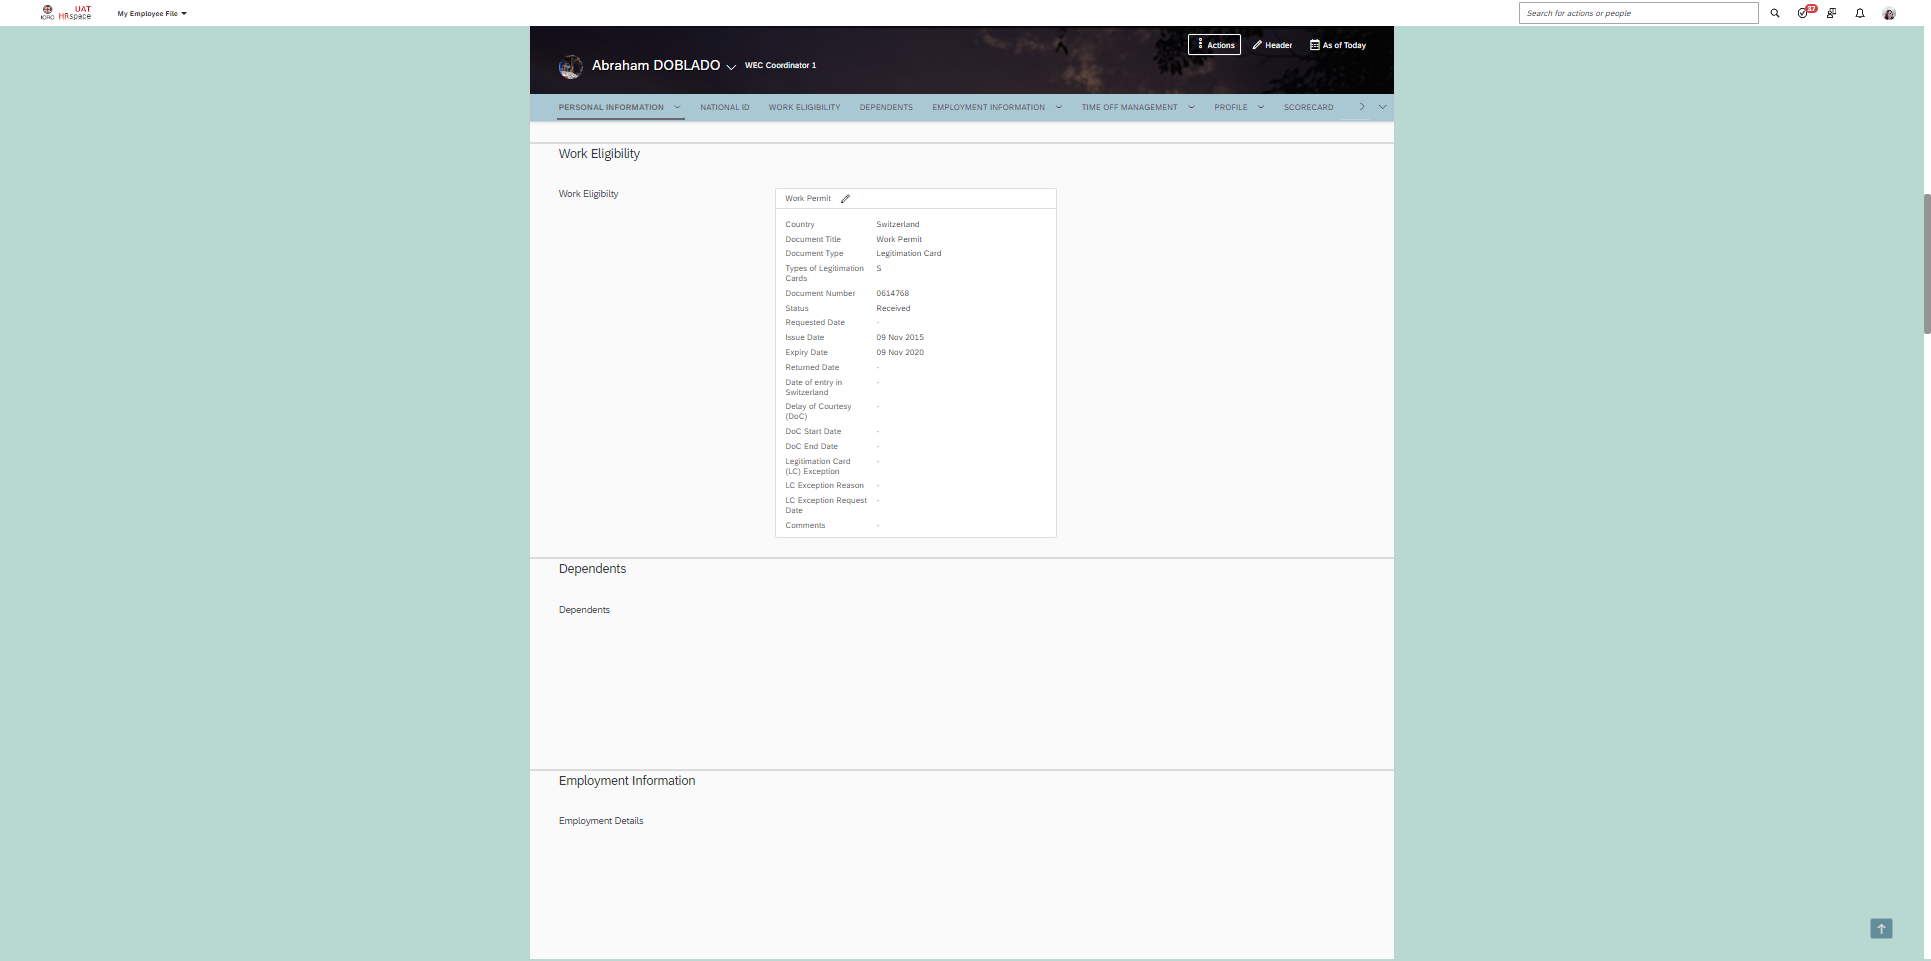 UAT
ICRC HRspace
My Employee File
Search for actions or people
37
Actions
Header
As of Today
Abraham DOBLADO
WEC Coordinator 1
PERSONAL INFORMATION
NATIONAL ID
WORK ELIGIBILITY
DEPENDENTS
EMPLOYMENT INFORMATION
TIME OFF MANAGEMENT
PROFILE
SCORECARD
Work Eligibility
Work Eligibilty
Work Permit
Country Switzerland
Document Title Work Permit
Document Type Legitimation Card
Types of Legitimation S
Cards
Document Number 0614768
Status Received
Requested Date -
Issue Date 09 Nov 2015
Expiry Date 09 Nov 2020
Returned Date -
Date of entry in -
Switzerland
Delay of Courtesy -
(DoC)
DoC Start Date -
DoC End Date -
Legitimation Card -
(LC) Exception
LC Exception Reason -
LC Exception Request -
Date
Comments -
Dependents
Dependents
Employment Information
Employment Details